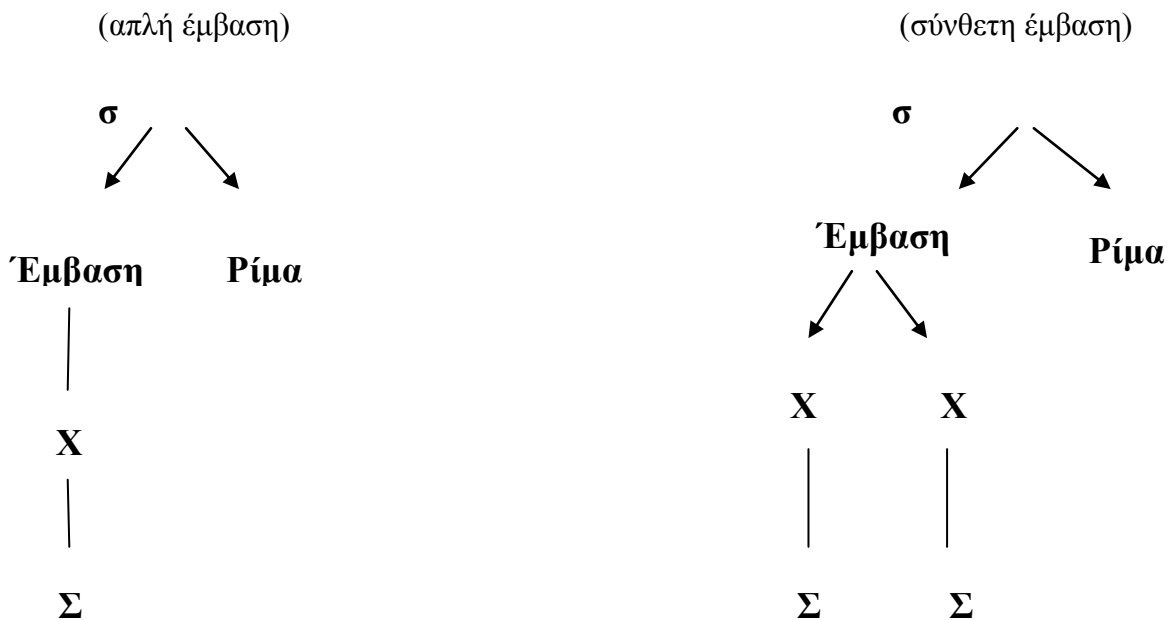 (απλή έμβαση) (σύνθετη έμβαση)
σ σ
Έμβαση Ρίμα Έμβαση Ρίμα
Χ Χ Χ
Σ Σ Σ